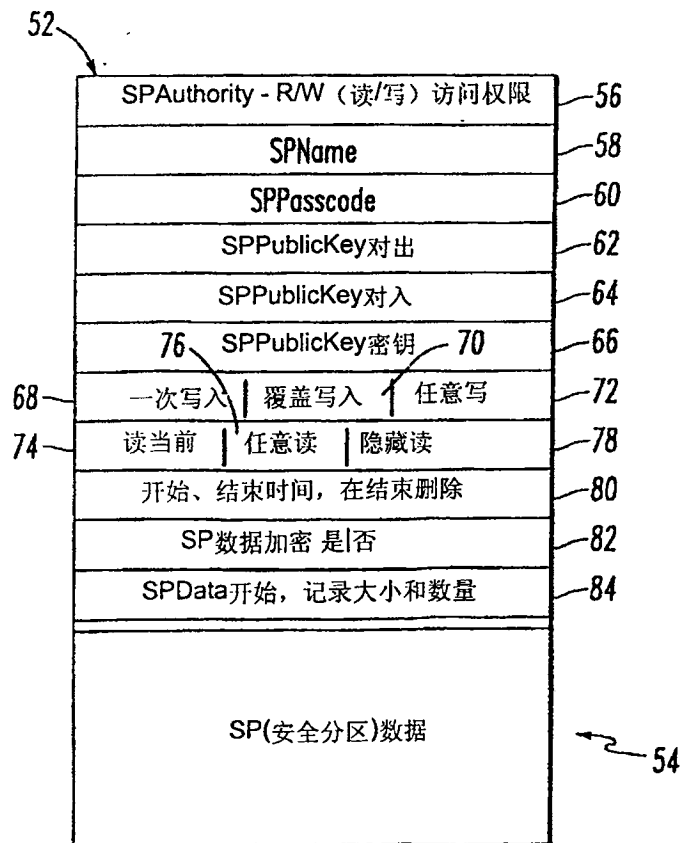 52
SPAuthority - R/W (读/写) 访问权限 56
SPName 58
SPPasscode 60
SPPublicKey对出 62
SPPublicKey对入 64
SPPublicKey密钥 66
76 70
68 一次写入 | 覆盖写入 | 任意写 72
74 读当前 | 任意读 | 隐藏读 78
开始、结束时间，在结束删除 80
SP数据加密 是|否 82
SPData开始，记录大小和数量 84
SP(安全分区)数据
54